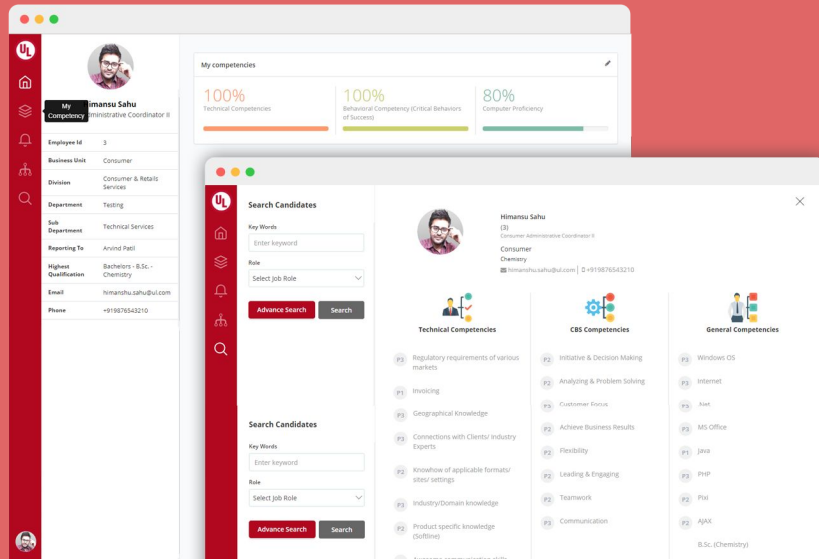 UL
My
Competency
imansu Sahu
dministrative Coordinator II
Employee Id 3
Business Unit Consumer
Division Consumer & Retails
Services
Department Testing
Sub
Department Technical Services
Reporting To Arvind Patil
Highest
Qualification Bachelors - B.Sc. -
Chemistry
Email himanshu.sahu@ul.com
Phone +919876543210
My competencies
100%
Technical Competencies
100%
Behavioral Competency (Critical Behaviors
of Success)
80%
Computer Proficiency
UL
Search Candidates
Key Words
Enter keyword
Role
Select Job Role
Advance Search Search
Search Candidates
Key Words
Enter keyword
Role
Select Job Role
Advance Search Search
Himansu Sahu
(3)
Consumer Administrative Coordinator II
Consumer
Chemistry
himanshu.sahu@ul.com | +919876543210
Technical Competencies
P3 Regulatory requirements of various
markets
P1 Invoicing
P3 Geographical Knowledge
P3 Connections with Clients/ Industry
Experts
P2 Knowhow of applicable formats/
sites/ settings
P3 Industry/Domain knowledge
P2 Product specific knowledge
(Softline)
CBS Competencies
P2 Initiative & Decision Making
P2 Analyzing & Problem Solving
P3 Customer Focus
P2 Achieve Business Results
P2 Flexibility
P2 Leading & Engaging
P2 Teamwork
P3 Communication
General Competencies
P3 Windows OS
P3 Internet
P3 .Net
P3 MS Office
P1 Java
P3 PHP
P2 Pixi
P2 AJAX
B.Sc. (Chemistry)